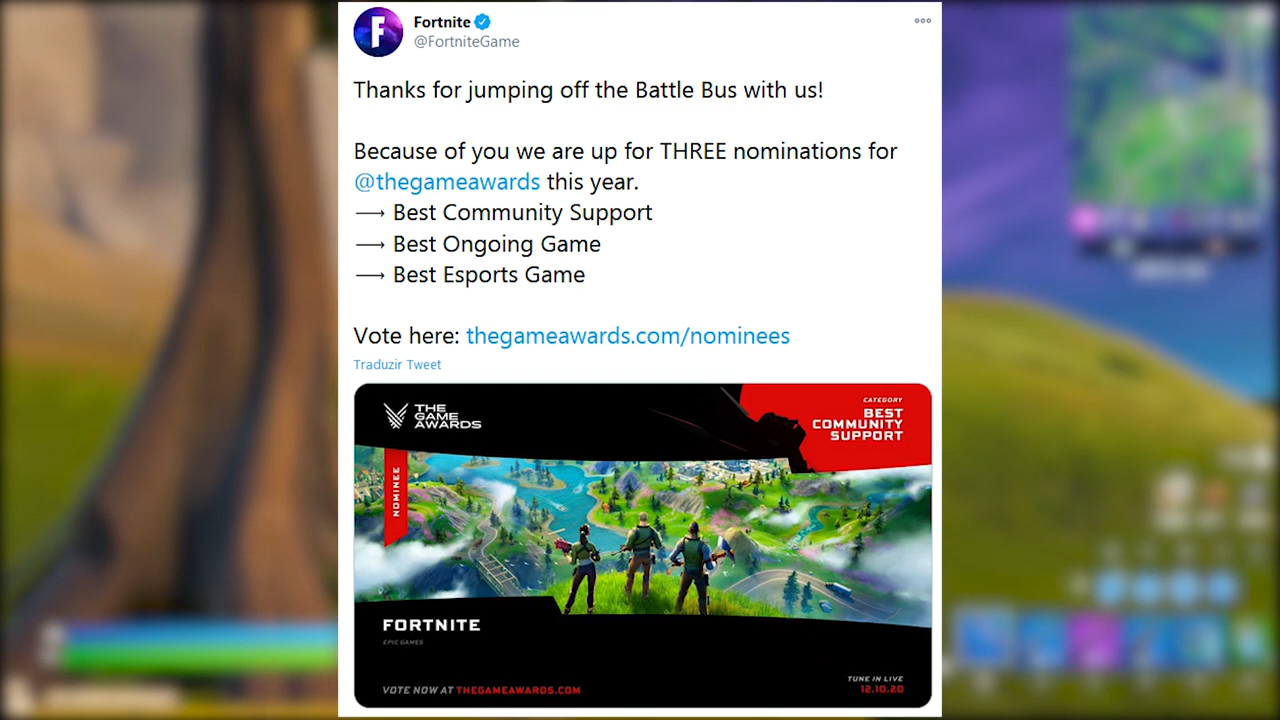 Fortnite
@FortniteGame
Thanks for jumping off the Battle Bus with us!
Because of you we are up for THREE nominations for
@thegameawards this year.
⟶ Best Community Support
⟶ Best Ongoing Game
⟶ Best Esports Game
Vote here: thegameawards.com/nominees
Traduzir Tweet
THE
GAME
AWARDS
CATEGORY
BEST
COMMUNITY
SUPPORT
NOMINEE
FORTNITE
EPIC GAMES
VOTE NOW AT THEGAMEAWARDS.COM
TUNE IN LIVE
12.10.20